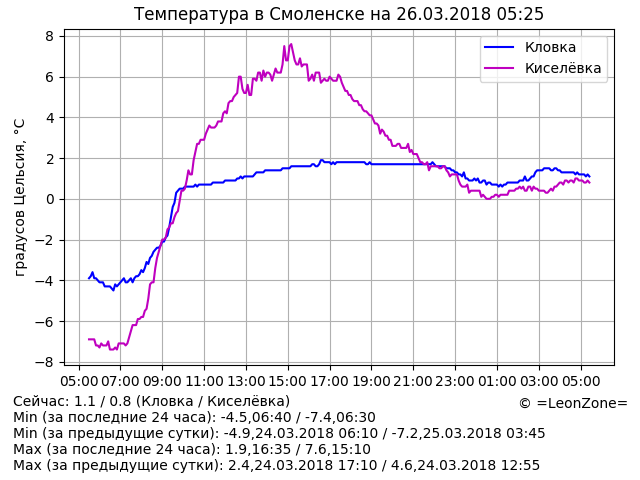 Температура в Смоленске на 26.03.2018 05:25
Кловка
Киселёвка
градусов Цельсия, °C
8
6
4
2
0
−2
−4
−6
−8
05:00 07:00 09:00 11:00 13:00 15:00 17:00 19:00 21:00 23:00 01:00 03:00 05:00
Сейчас: 1.1 / 0.8 (Кловка / Киселёвка)
© =LeonZone=
Min (за последние 24 часа): -4.5,06:40 / -7.4,06:30
Min (за предыдущие сутки): -4.9,24.03.2018 06:10 / -7.2,25.03.2018 03:45
Max (за последние 24 часа): 1.9,16:35 / 7.6,15:10
Max (за предыдущие сутки): 2.4,24.03.2018 17:10 / 4.6,24.03.2018 12:55